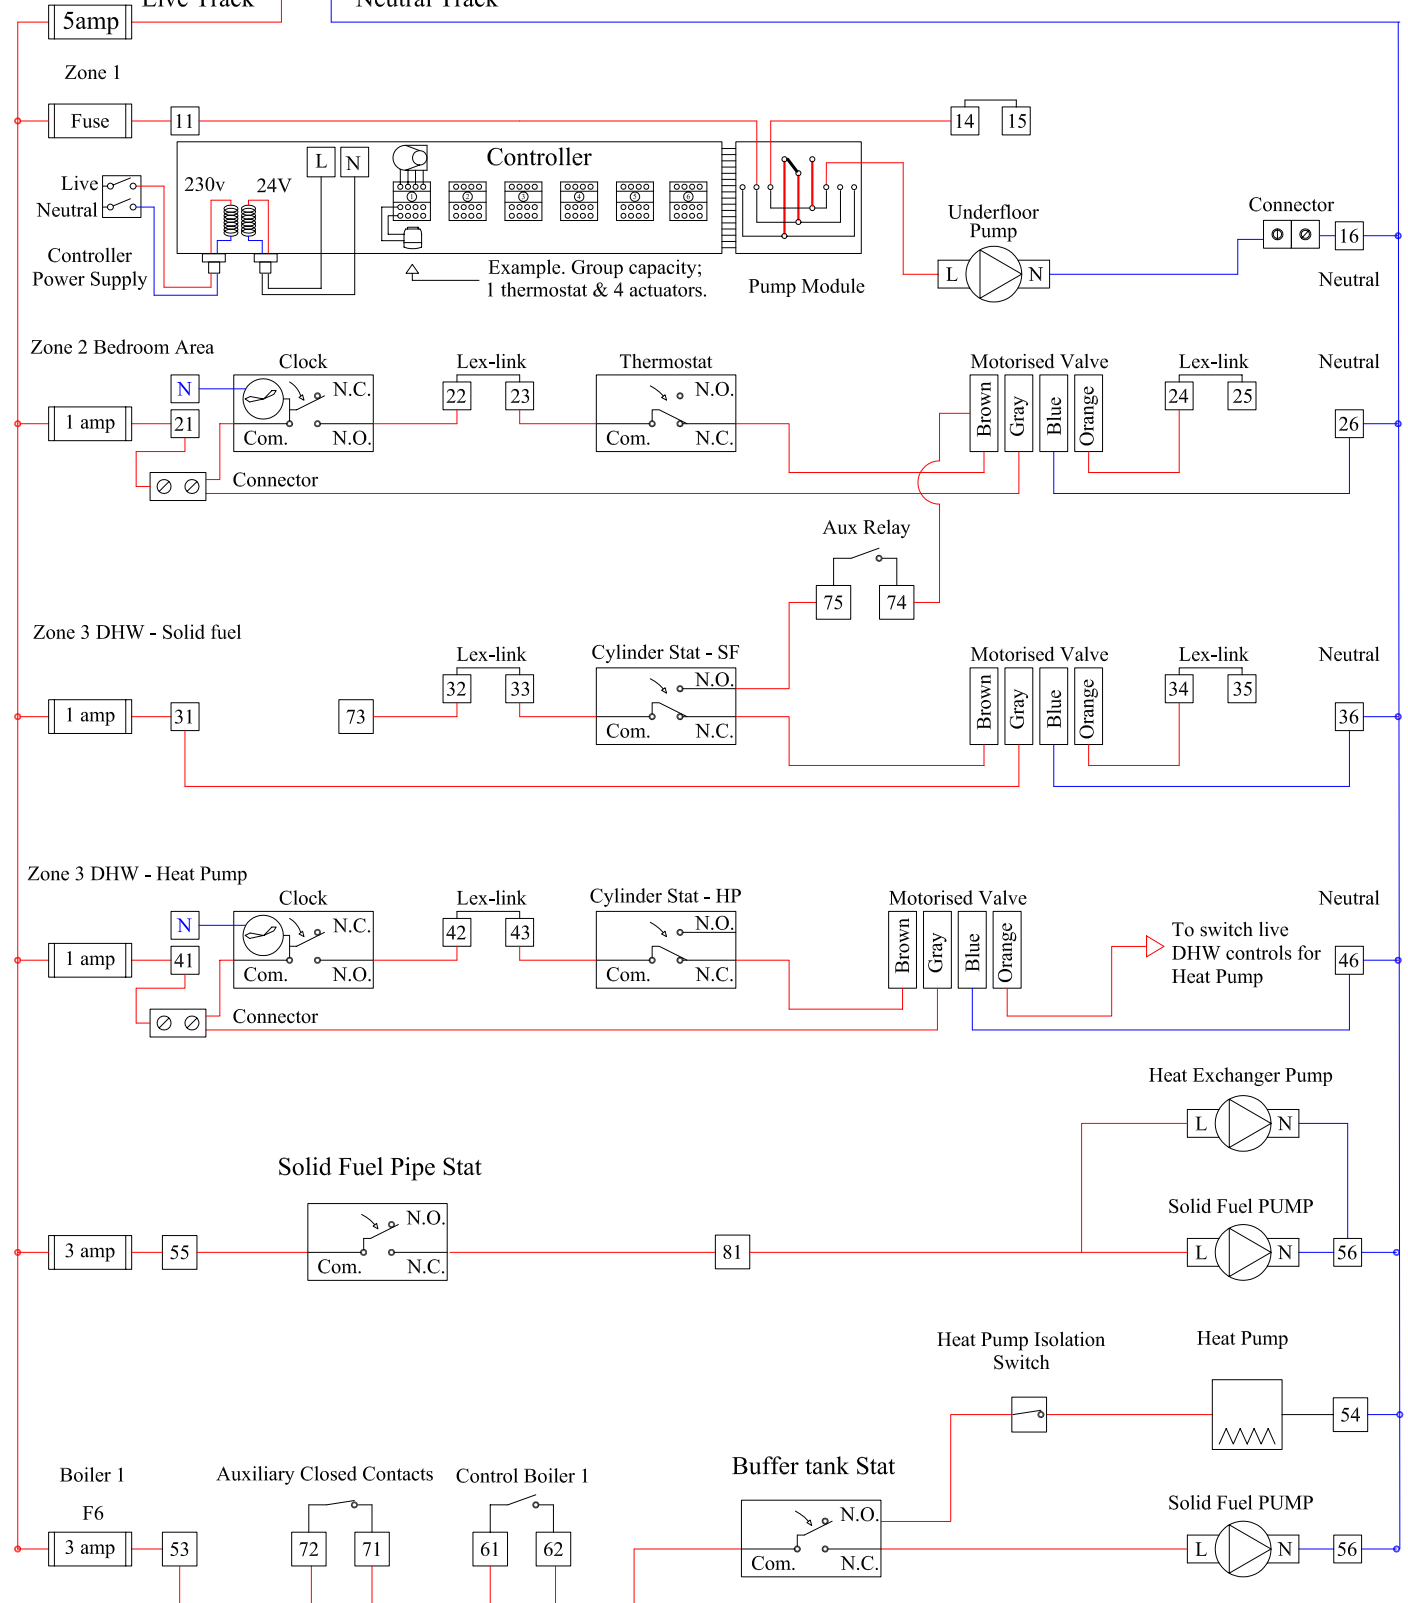 Live Track Neutral Track
5amp
Zone 1
Fuse 11 14 15
Controller
L N
230v 24V
Live
Neutral
1 2 3 4 5 6
Controller
Power Supply
Example. Group capacity;
1 thermostat & 4 actuators.
Pump Module
Underfloor
Pump
L N
Connector
16
Neutral
Zone 2 Bedroom Area
Clock Lex-link Thermostat Motorised Valve Lex-link Neutral
N N.C. 22 23 N.O. Brown Gray Blue Orange 24 25
1 amp 21 Com. N.O. Com. N.C. 26
Connector
Aux Relay
75 74
Zone 3 DHW - Solid fuel
Lex-link Cylinder Stat - SF Motorised Valve Lex-link Neutral
32 33 N.O. Brown Gray Blue Orange 34 35
1 amp 31 73 Com. N.C. 36
Zone 3 DHW - Heat Pump
Clock Lex-link Cylinder Stat - HP Motorised Valve Neutral
N N.C. 42 43 N.O. Brown Gray Blue Orange
To switch live
DHW controls for
Heat Pump
1 amp 41 Com. N.O. Com. N.C. 46
Connector
Heat Exchanger Pump
L N
Solid Fuel Pipe Stat
Solid Fuel PUMP
N.O.
3 amp 55 Com. N.C. 81 L N 56
Heat Pump Isolation
Switch
Heat Pump
54
Boiler 1 Auxiliary Closed Contacts Control Boiler 1 Buffer tank Stat
Solid Fuel PUMP
F6 N.O.
3 amp 53 72 71 61 62 Com. N.C. L N 56